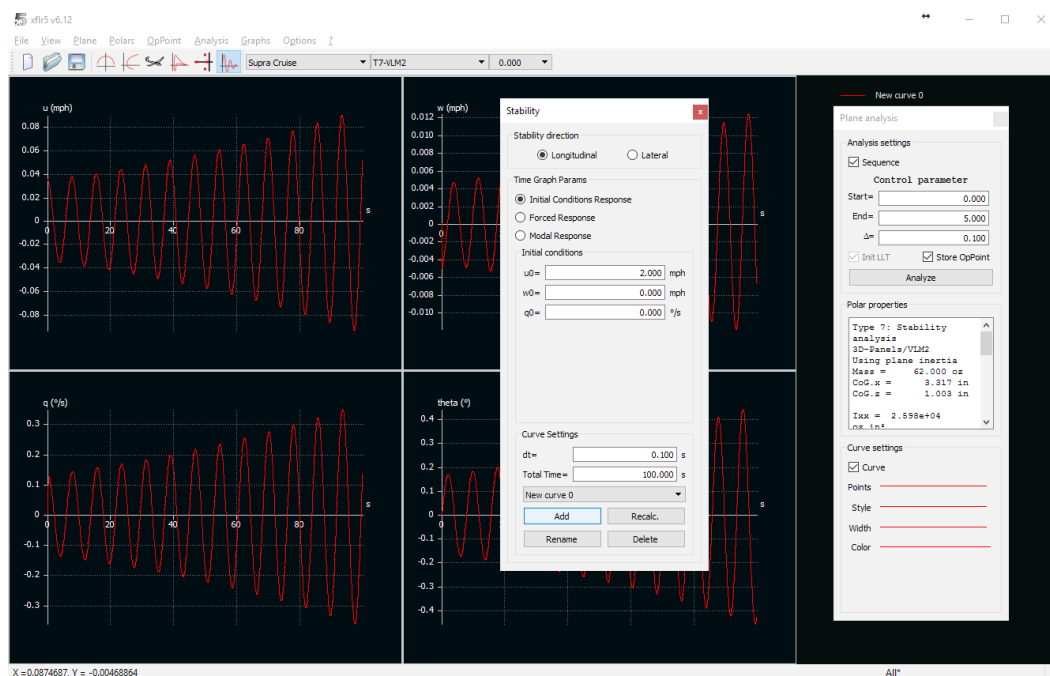 xflr5 v6.12
File View Plane Polars OpPoint Analysis Graphs Options ?
Supra Cruise T7-VLM2 0.000
u (mph)
0.08
0.06
0.04
0.02
0
-0.02
-0.04
-0.06
-0.08
0 20 40 60 80 s
w (mph)
0.012
0.010
0.008
0.006
0.004
0.002
0
-0.002
-0.004
-0.006
-0.008
-0.010
0 s
q (º/s)
0.3
0.2
0.1
0
-0.1
-0.2
-0.3
0 20 40 60 80 s
theta (º)
0.4
0.3
0.2
0.1
0
-0.1
-0.2
-0.3
-0.4
0 s
Stability
Stability direction
Longitudinal Lateral
Time Graph Params
Initial Conditions Response
Forced Response
Modal Response
Initial conditions
u0= 2.000 mph
w0= 0.000 mph
q0= 0.000 º/s
Curve Settings
dt= 0.100 s
Total Time= 100.000 s
New curve 0
Add Recalc.
Rename Delete
New curve 0
Plane analysis
Analysis settings
Sequence
Control parameter
Start= 0.000
End= 5.000
Δ= 0.100
Init LLT Store OpPoint
Analyze
Polar properties
Type 7: Stability
analysis
3D-Panels/VLM2
Using plane inertia
Mass = 62.000 oz
CoG.x = 3.317 in
CoG.z = 1.003 in
Ixx = 2.598e+04
oz in⁴
Curve settings
Curve
Points
Style
Width
Color
X =0.0874687, Y = -0.00468864
All*